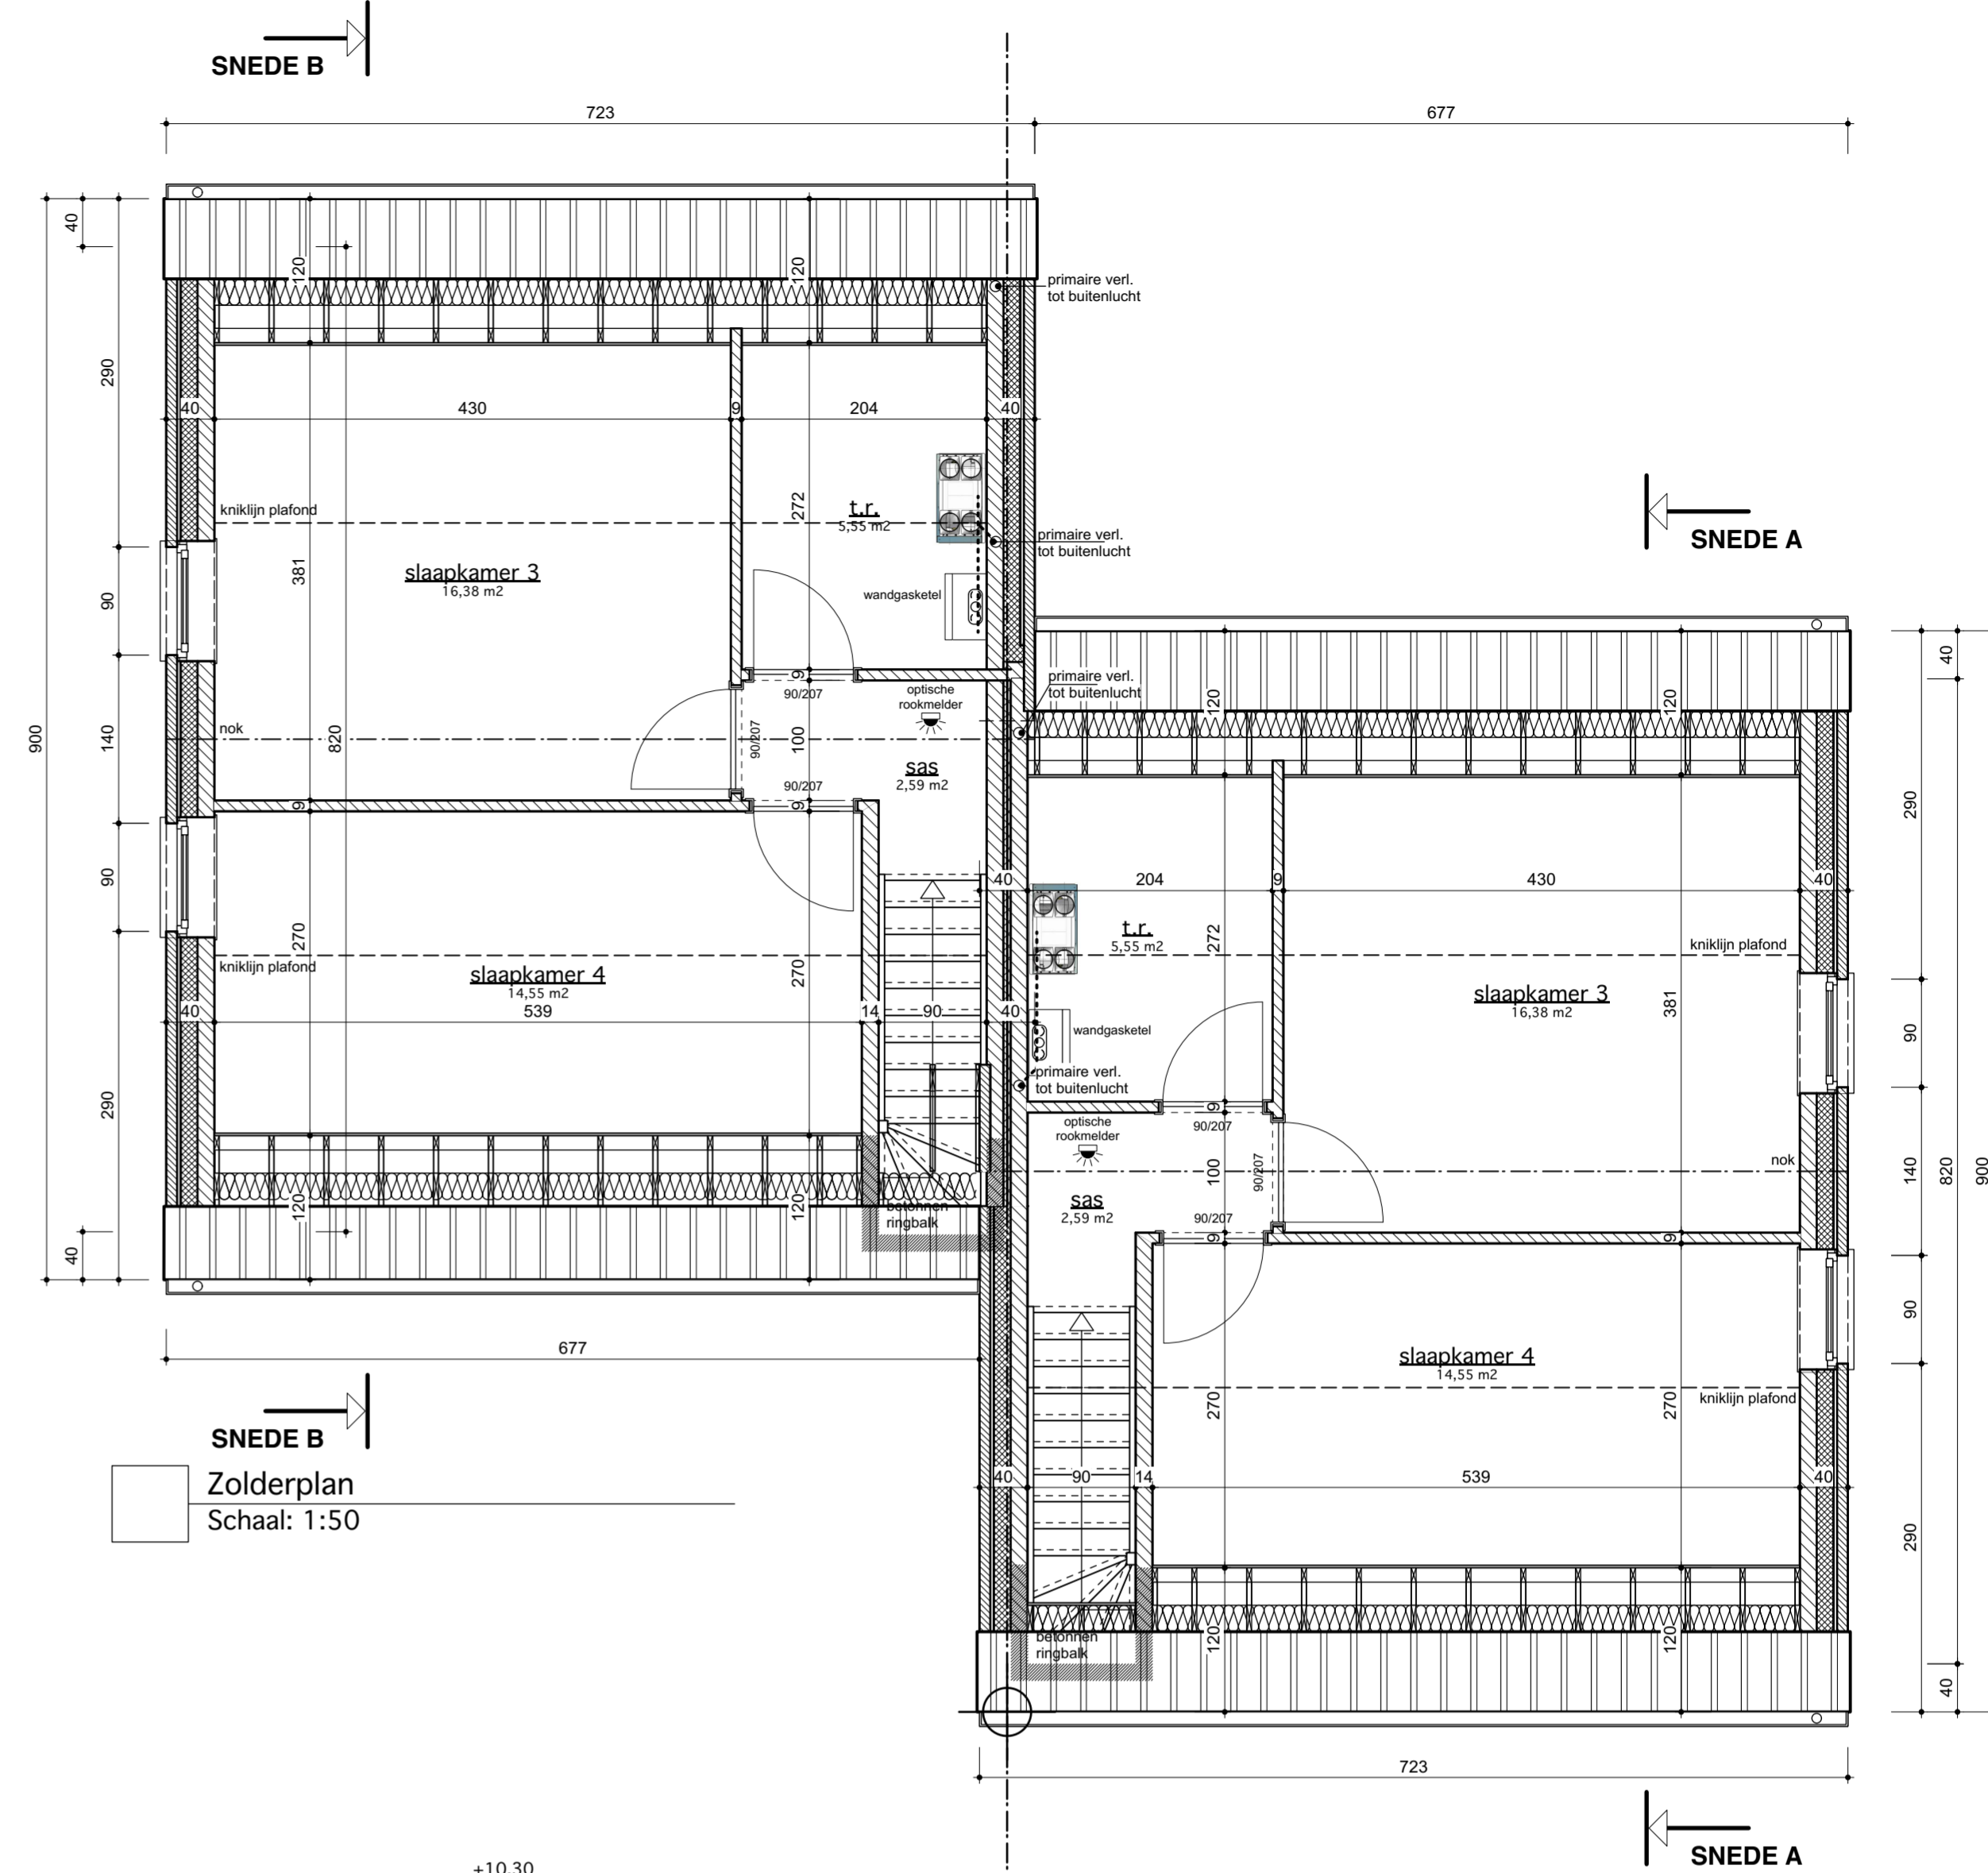 SNEDE B
723
677
40
900
290
90
140
90
290
40
120
120
820
primaire verl.
tot buitenlucht
40
430
9
204
40
kniklijn plafond
t.r.
5,55 m2
272
381
slaapkamer 3
16,38 m2
primaire verl.
tot buitenlucht
wandgasketel
9
90/207
optische
rookmelder
primaire verl.
tot buitenlucht
nok
90/207
100
sas
2,59 m2
90/207
9
9
270
kniklijn plafond
slaapkamer 4
14,55 m2
270
40
539
14
90
40
120
120
betonnen
ringbalk
677
SNEDE B
SNEDE A
40
120
120
290
820
900
40
204
9
430
40
t.r.
5,55 m2
272
kniklijn plafond
slaapkamer 3
16,38 m2
381
wandgasketel
90
primaire verl.
tot buitenlucht
9
90/207
optische
rookmelder
nok
100
90/207
140
sas
2,59 m2
90/207
9
9
90
slaapkamer 4
14,55 m2
270
270
kniklijn plafond
40
90
14
539
40
290
120
120
betonnen
ringbalk
40
723
SNEDE A
Zolderplan
Schaal: 1:50
+10.30